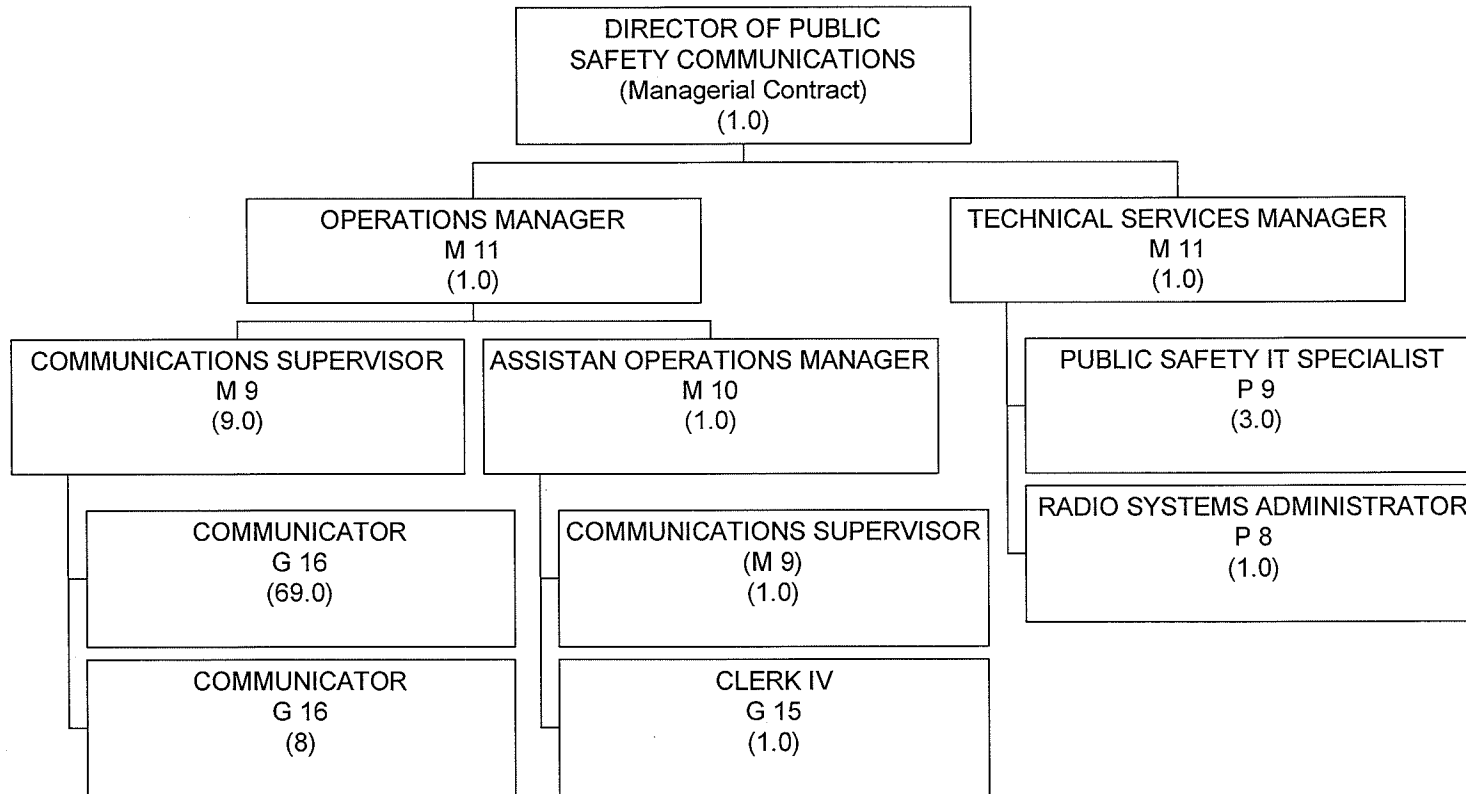 DIRECTOR OF PUBLIC
SAFETY COMMUNICATIONS
(Managerial Contract)
(1.0)
OPERATIONS MANAGER
M 11
(1.0)
TECHNICAL SERVICES MANAGER
M 11
(1.0)
COMMUNICATIONS SUPERVISOR
M 9
(9.0)
ASSISTAN OPERATIONS MANAGER
M 10
(1.0)
PUBLIC SAFETY IT SPECIALIST
P 9
(3.0)
COMMUNICATOR
G 16
(69.0)
COMMUNICATIONS SUPERVISOR
(M 9)
(1.0)
RADIO SYSTEMS ADMINISTRATOR
P 8
(1.0)
COMMUNICATOR
G 16
(8)
CLERK IV
G 15
(1.0)